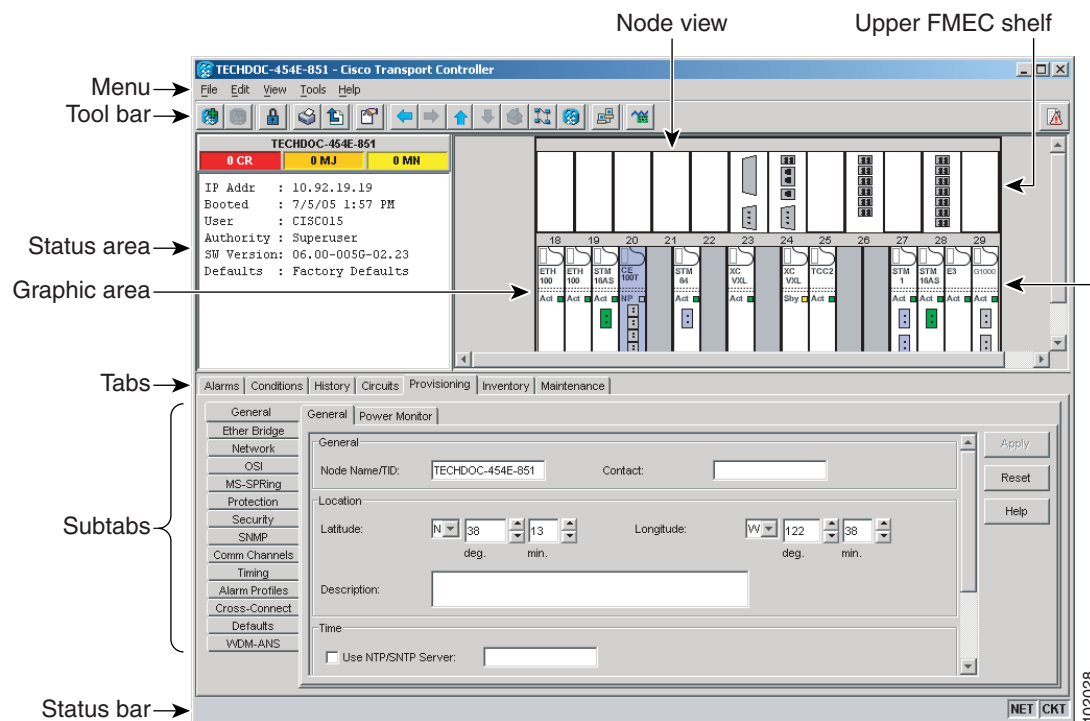 Node view
Upper FMEC shelf
TECHDOC-454E-851 - Cisco Transport Controller
Menu
File Edit View Tools Help
Tool bar
TECHDOC-454E-851
0 CR 0 MJ 0 MN
IP Addr : 10.92.19.19
Booted : 7/5/05 1:57 PM
User : CISCO15
Authority : Superuser
SW Version: 06.00-005G-02.23
Defaults : Factory Defaults
Status area
Graphic area
18 19 20 21 22 23 24 25 26 27 28 29
ETH 100
ETH 100
STM 16AS
CE 100T
STM 64
XC VXL
XC VXL
TCC2
STM 1
STM 16AS
E3
G1000
Act Act Act NP Act Act Sby Act Act Act Act Act
Tabs
Alarms Conditions History Circuits Provisioning Inventory Maintenance
Subtabs
General
Ether Bridge
Network
OSI
MS-SPRing
Protection
Security
SNMP
Comm Channels
Timing
Alarm Profiles
Cross-Connect
Defaults
WDM-ANS
General Power Monitor
General
Node Name/TID: TECHDOC-454E-851 Contact:
Location
Latitude: N 38 13 Longitude: W 122 38
deg. min. deg. min.
Description:
Time
Use NTP/SNTP Server:
Apply
Reset
Help
Status bar
NET CKT
102028